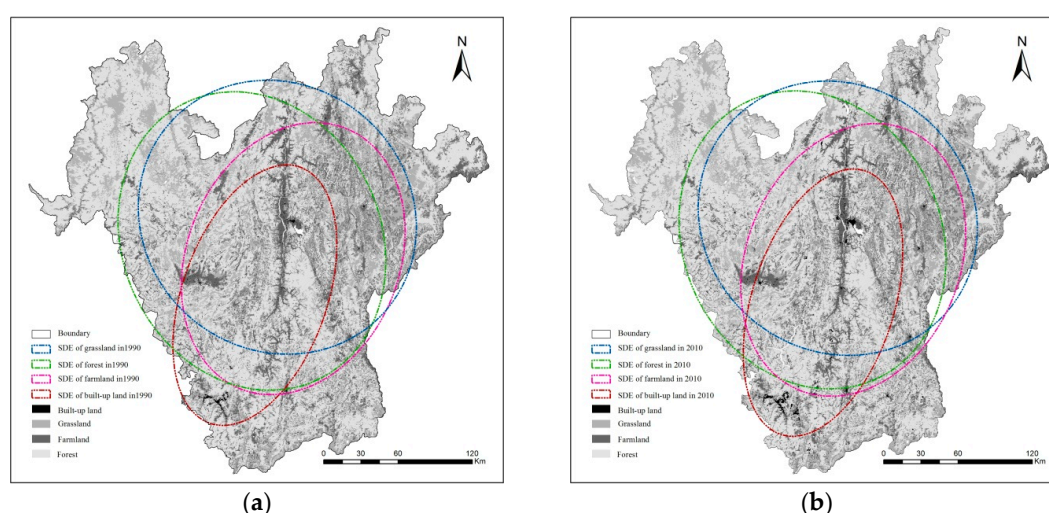 N
Boundary
SDE of grassland in1990
SDE of forest in1990
SDE of farmland in1990
SDE of built-up land in1990
Built-up land
Grassland
Farmland
Forest
0 30 60 120
Km
(a)
N
Boundary
SDE of grassland in 2010
SDE of forest in 2010
SDE of farmland in 2010
SDE of built-up land in 2010
Built-up land
Grassland
Farmland
Forest
0 30 60 120
Km
(b)